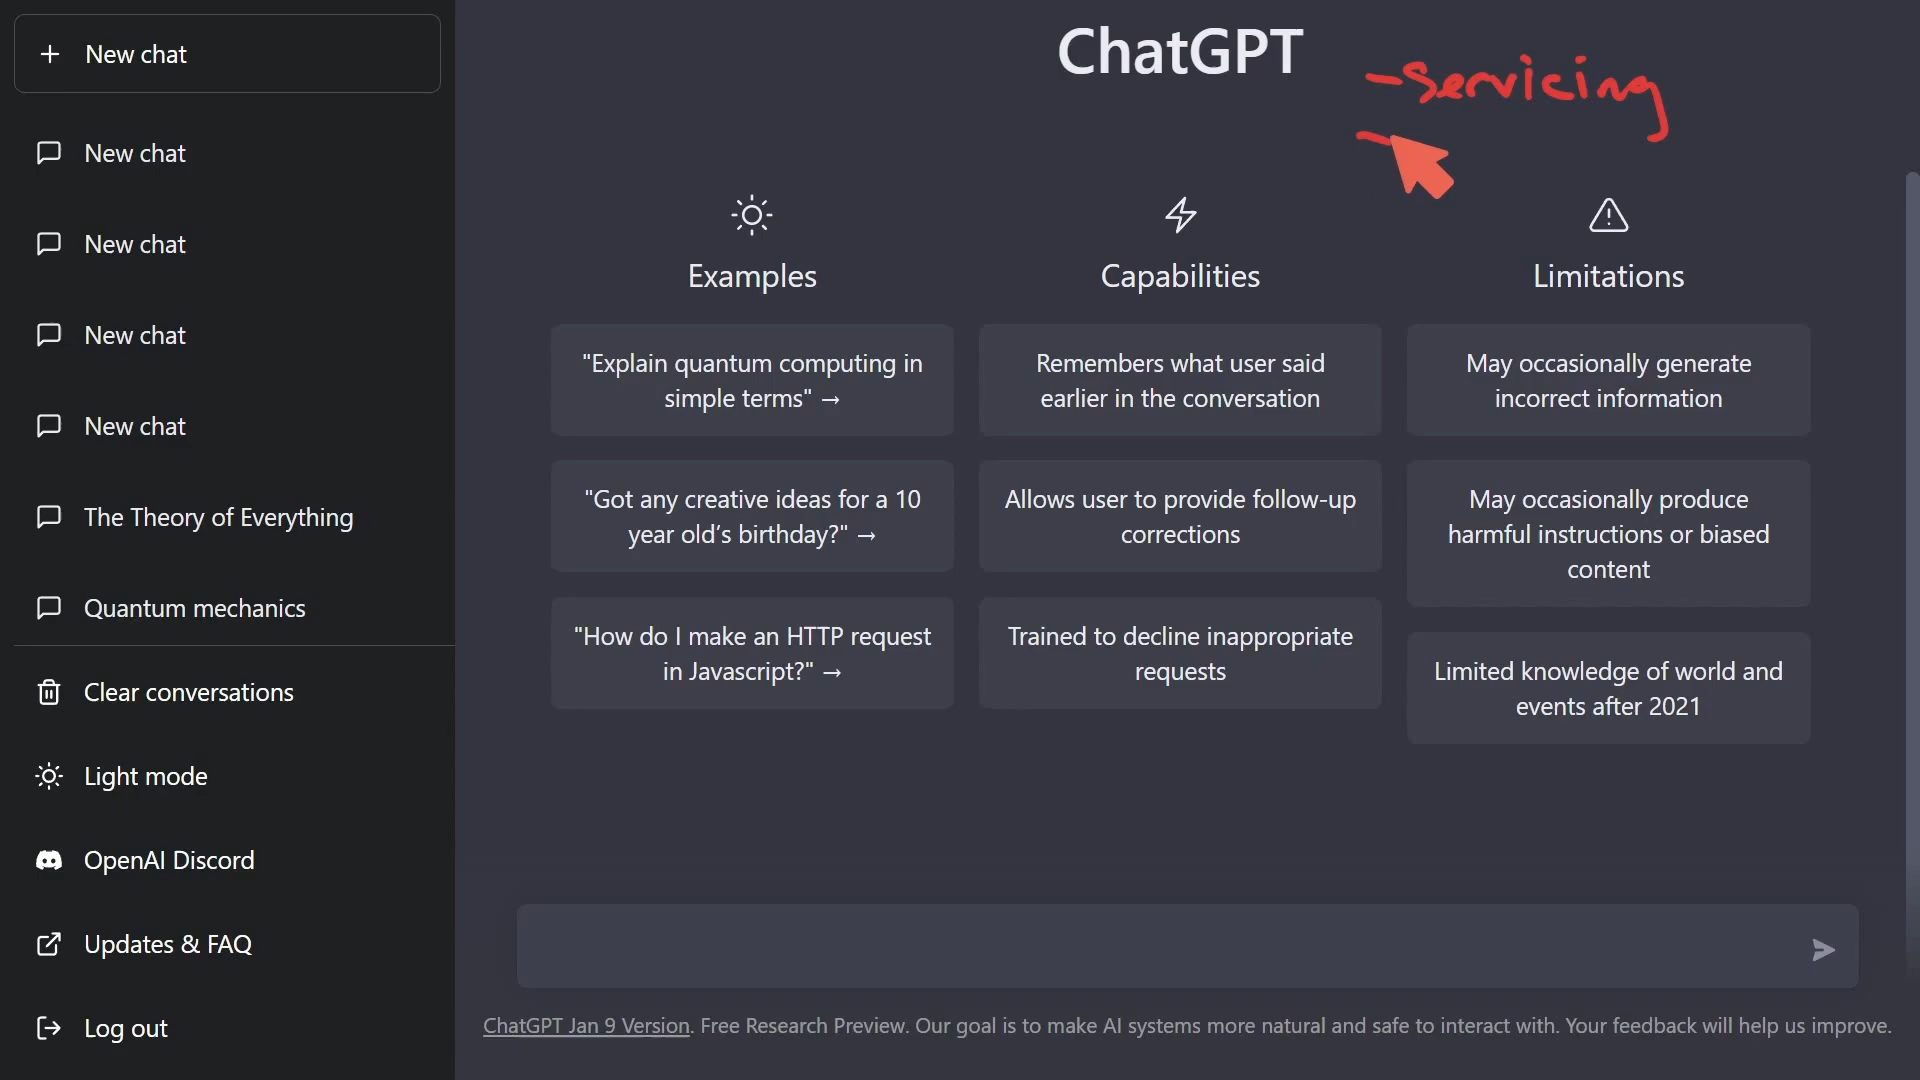 New chat
New chat
New chat
New chat
New chat
The Theory of Everything
Quantum mechanics
Clear conversations
Light mode
OpenAI Discord
Updates & FAQ
Log out
ChatGPT
-servicing
-
Examples
"Explain quantum computing in
simple terms" →
"Got any creative ideas for a 10
year old's birthday?" →
"How do I make an HTTP request
in Javascript?" →
Capabilities
Remembers what user said
earlier in the conversation
Allows user to provide follow-up
corrections
Trained to decline inappropriate
requests
Limitations
May occasionally generate
incorrect information
May occasionally produce
harmful instructions or biased
content
Limited knowledge of world and
events after 2021
ChatGPT Jan 9 Version. Free Research Preview. Our goal is to make AI systems more natural and safe to interact with. Your feedback will help us improve.